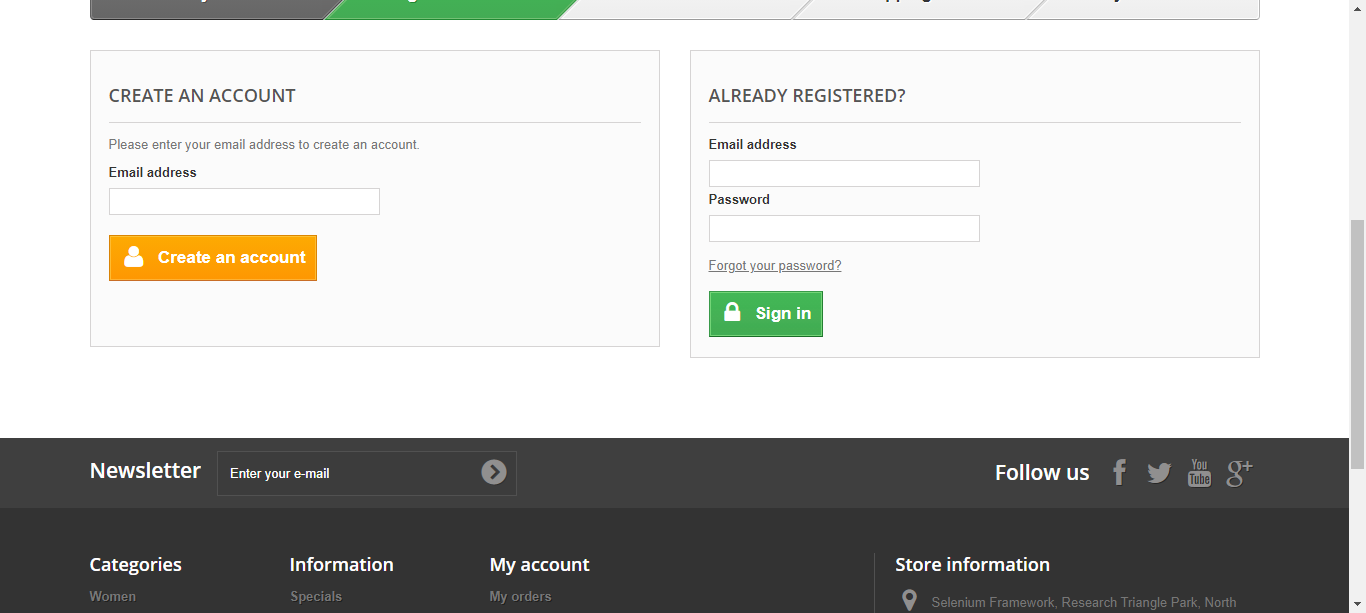 CREATE AN ACCOUNT
Please enter your email address to create an account.
Email address
Create an account
ALREADY REGISTERED?
Email address
Password
Forgot your password?
Sign in
Newsletter
Enter your e-mail
Follow us
You
Tube
Categories
Women
Information
Specials
My account
My orders
Store information
Selenium Framework, Research Triangle Park, North